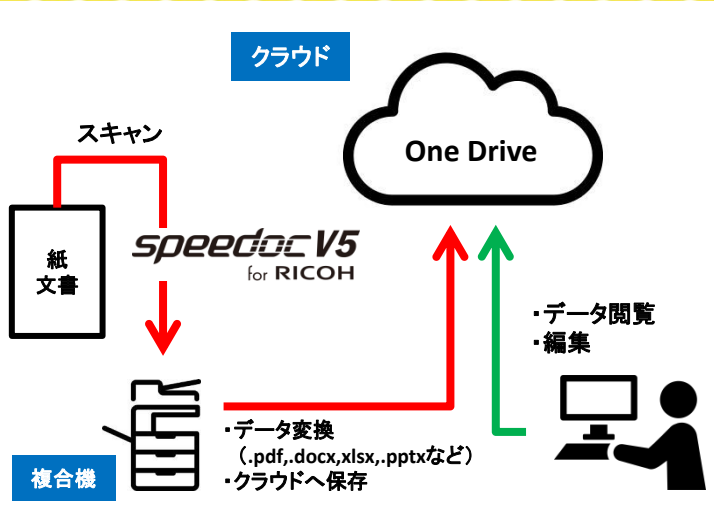 クラウド
One Drive
スキャン
紙
文書
speedoc V5
for RICOH
・データ閲覧
・編集
・データ変換
（.pdf,.docx,xlsx,.pptxなど）
・クラウドへ保存
複合機